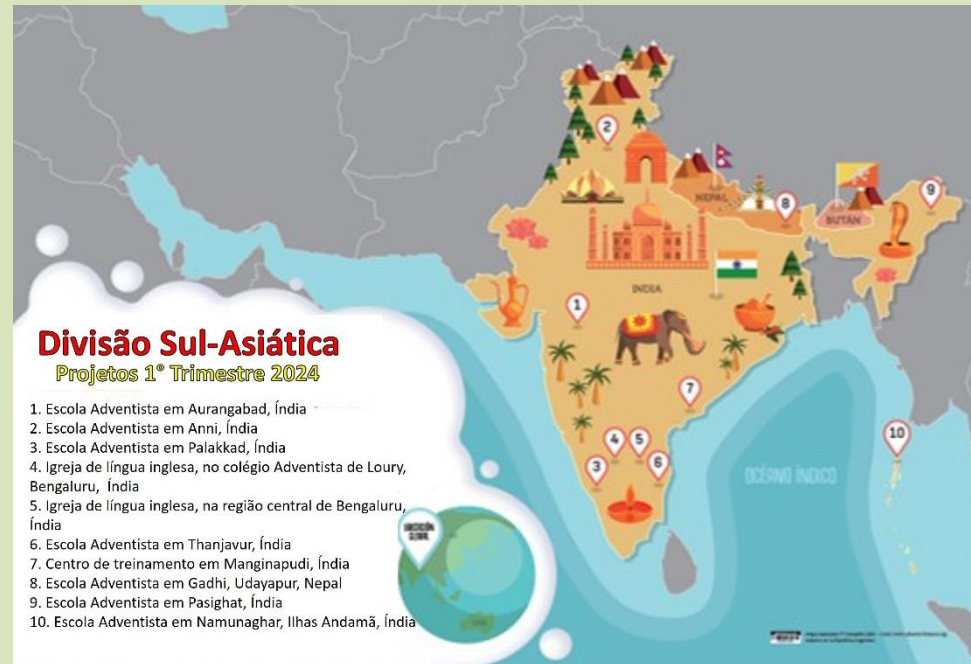 Divisão Sul-Asiática
Projetos 1° Trimestre 2024
1. Escola Adventista em Aurangabad, Índia
2. Escola Adventista em Anni, Índia
3. Escola Adventista em Palakkad, Índia
4. Igreja de língua inglesa, no colégio Adventista de Loury,
Bengaluru, Índia
5. Igreja de língua inglesa, na região central de Bengaluru,
Índia
6. Escola Adventista em Thanjavur, Índia
7. Centro de treinamento em Manginapudi, Índia
8. Escola Adventista em Gadhi, Udayapur, Nepal
9. Escola Adventista em Pasighat, Índia
10. Escola Adventista em Namunaghar, Ilhas Andamã, Índia
2
NEPAL
8
BUTÁN
9
INDIA
1
7
4
5
3
6
10
OCÉANO ÍNDICO
UBICACIÓN
GLOBAL